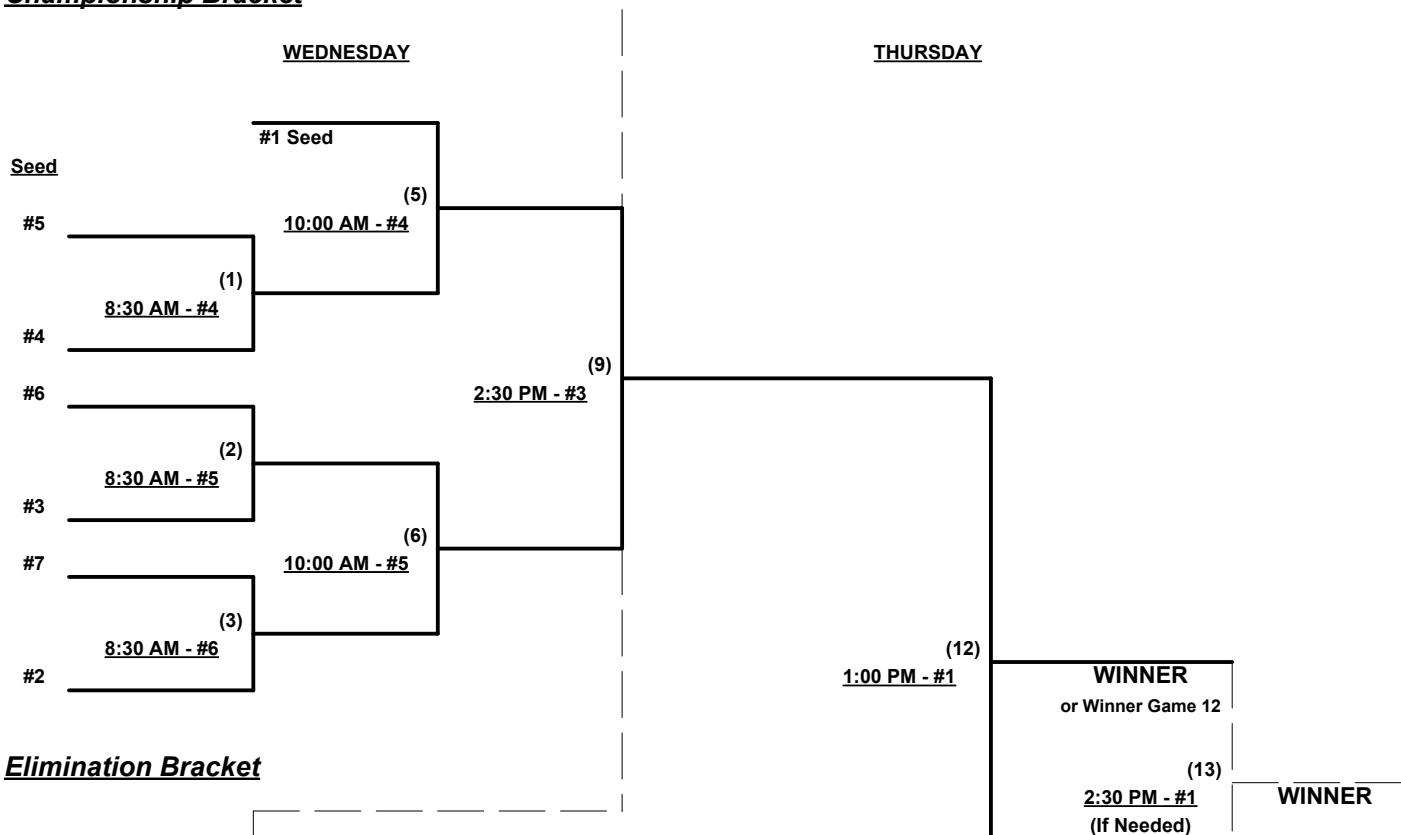 Championship Bracket
WEDNESDAY
THURSDAY
#1 Seed
Seed
(5)
#5
10:00 AM - #4
(1)
8:30 AM - #4
#4
(9)
#6
2:30 PM - #3
(2)
8:30 AM - #5
#3
(6)
#7
10:00 AM - #5
(3)
8:30 AM - #6
(12)
#2
1:00 PM - #1
WINNER
or Winner Game 12
Elimination Bracket
(13)
2:30 PM - #1
WINNER
(If Needed)